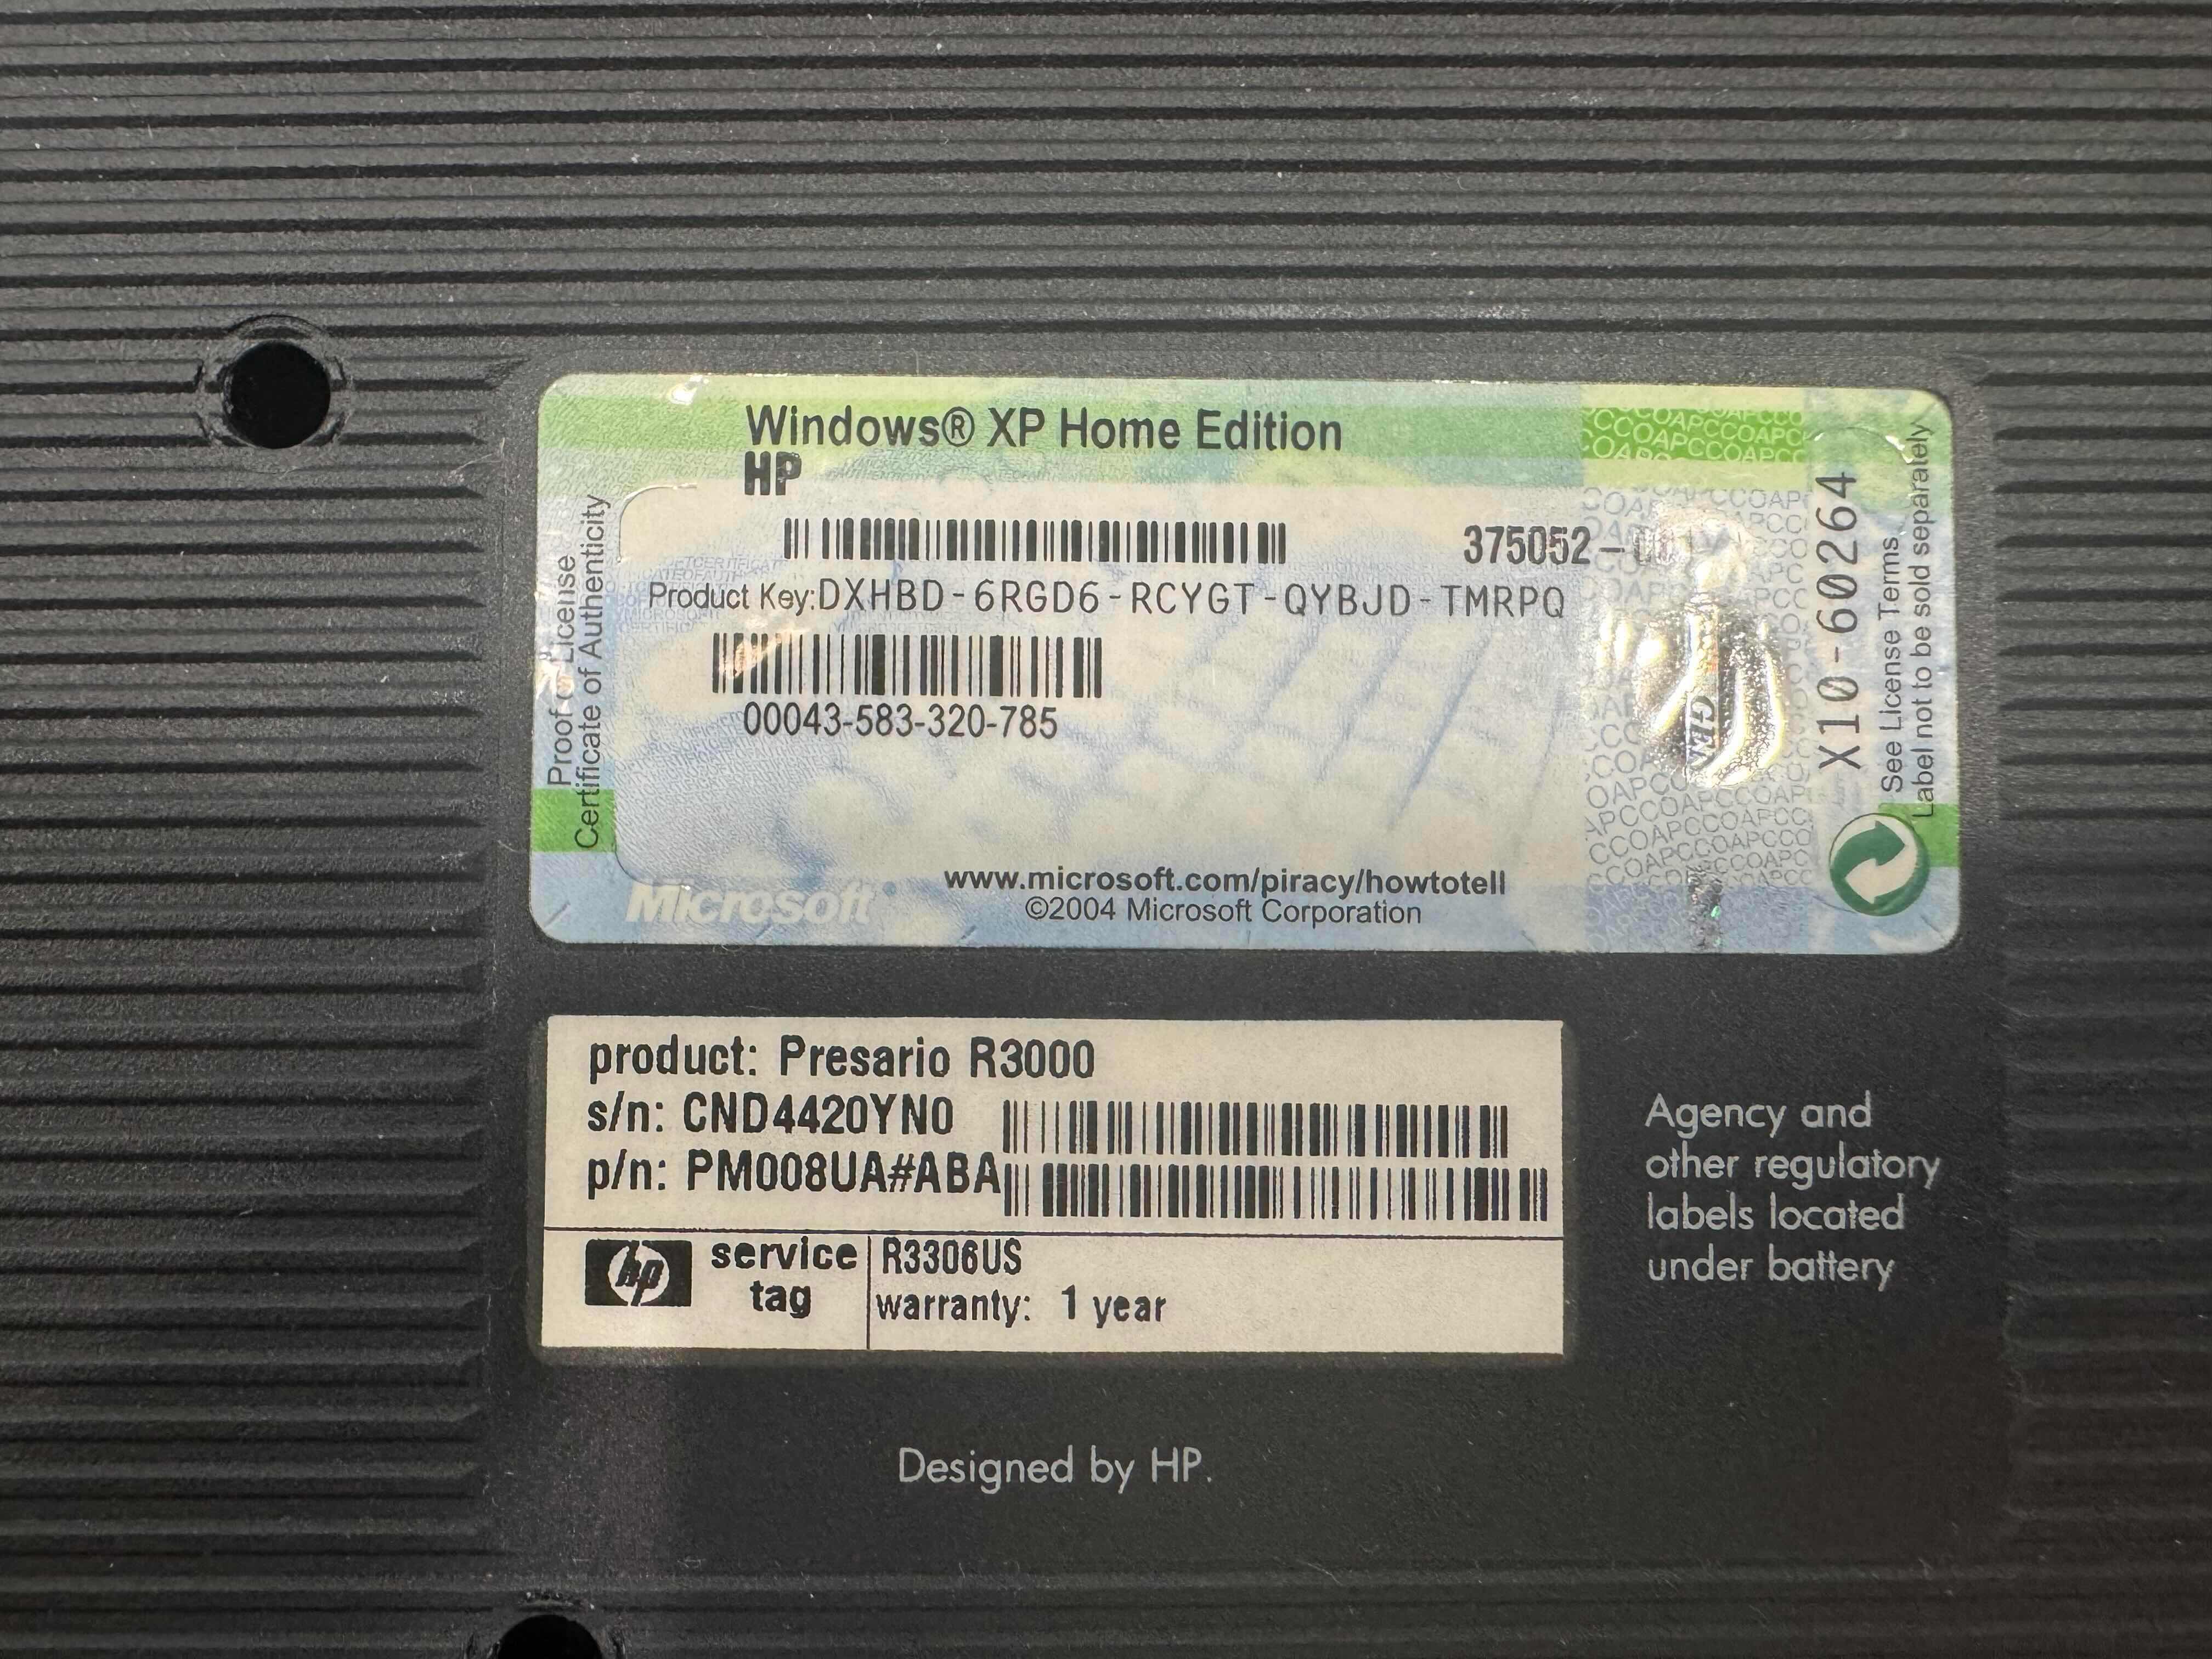 Windows® XP Home Edition
HP
375052-
Product Key:DXHBD-6RGD6-RCYGT-QYBJD-TMRPQ
00043-583-320-785
Proof of License
Certificate of Authenticity
Microsoft
www.microsoft.com/piracy/howtotell
©2004 Microsoft Corporation
X10-60264
See License Terms.
Label not to be sold separately
product: Presario R3000
s/n: CND4420YN0
p/n: PM008UA#ABA
hp
service
tag
R3306US
warranty: 1 year
Agency and
other regulatory
labels located
under battery
Designed by HP.